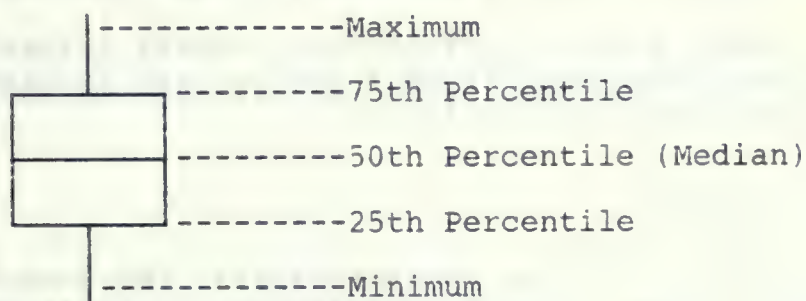 Maximum
75th Percentile
50th Percentile (Median)
25th Percentile
Minimum